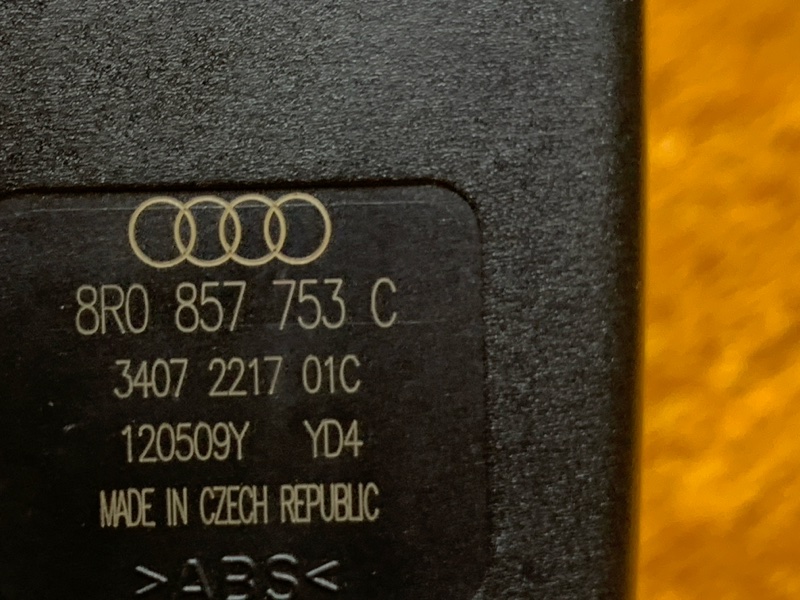 8R0 857 753 C
3407 2217 01C
120509Y YD4
MADE IN CZECH REPUBLIC
>ABS<